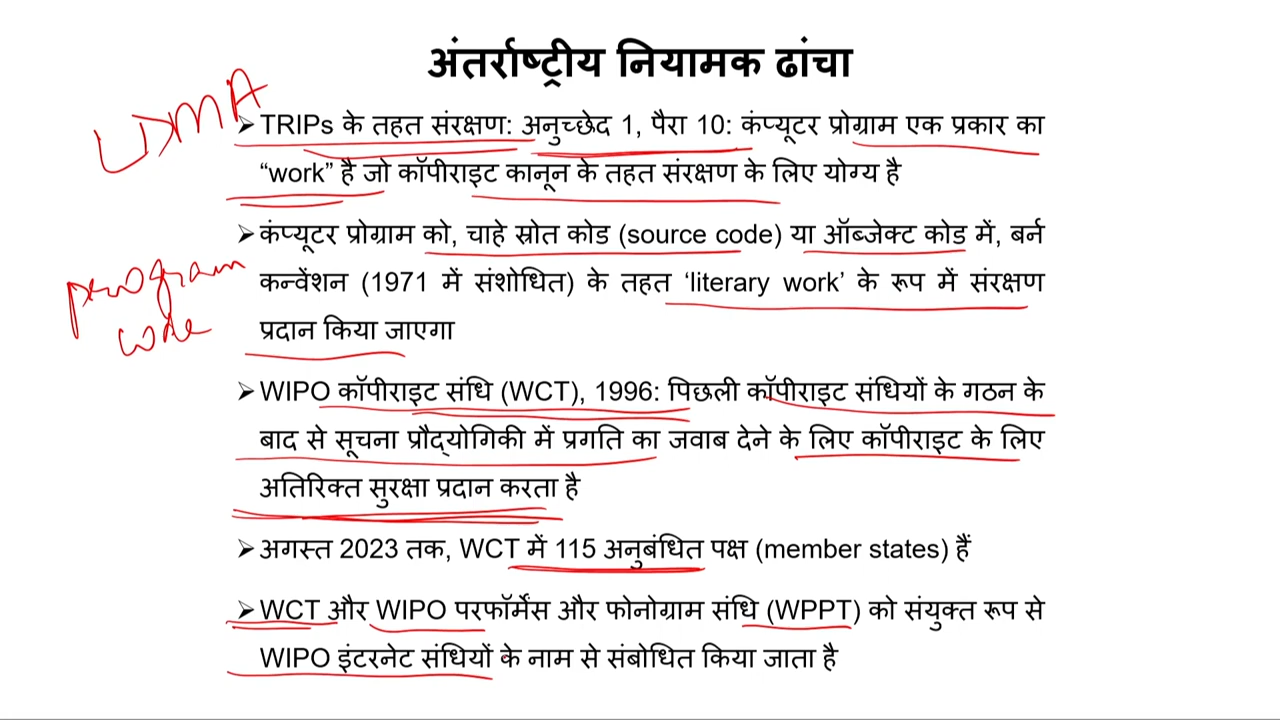 अंतर्राष्ट्रीय नियामक ढांचा
➢TRIPs के तहत संरक्षण: अनुच्छेद 1, पैरा 10: कंप्यूटर प्रोग्राम एक प्रकार का
“work” है जो कॉपीराइट कानून के तहत संरक्षण के लिए योग्य है
➢कंप्यूटर प्रोग्राम को, चाहे स्रोत कोड (source code) या ऑब्जेक्ट कोड में, बर्न
program
कन्वेंशन (1971 में संशोधित) के तहत ‘literary work’ के रूप में संरक्षण
code
प्रदान किया जाएगा
➢WIPO कॉपीराइट संधि (WCT), 1996: पिछली कॉपीराइट संधियों के गठन के
बाद से सूचना प्रौद्योगिकी में प्रगति का जवाब देने के लिए कॉपीराइट के लिए
अतिरिक्त सुरक्षा प्रदान करता है
➢अगस्त 2023 तक, WCT में 115 अनुबंधित पक्ष (member states) हैं
➢WCT और WIPO परफॉर्मेंस और फोनोग्राम संधि (WPPT) को संयुक्त रूप से
WIPO इंटरनेट संधियों के नाम से संबोधित किया जाता है